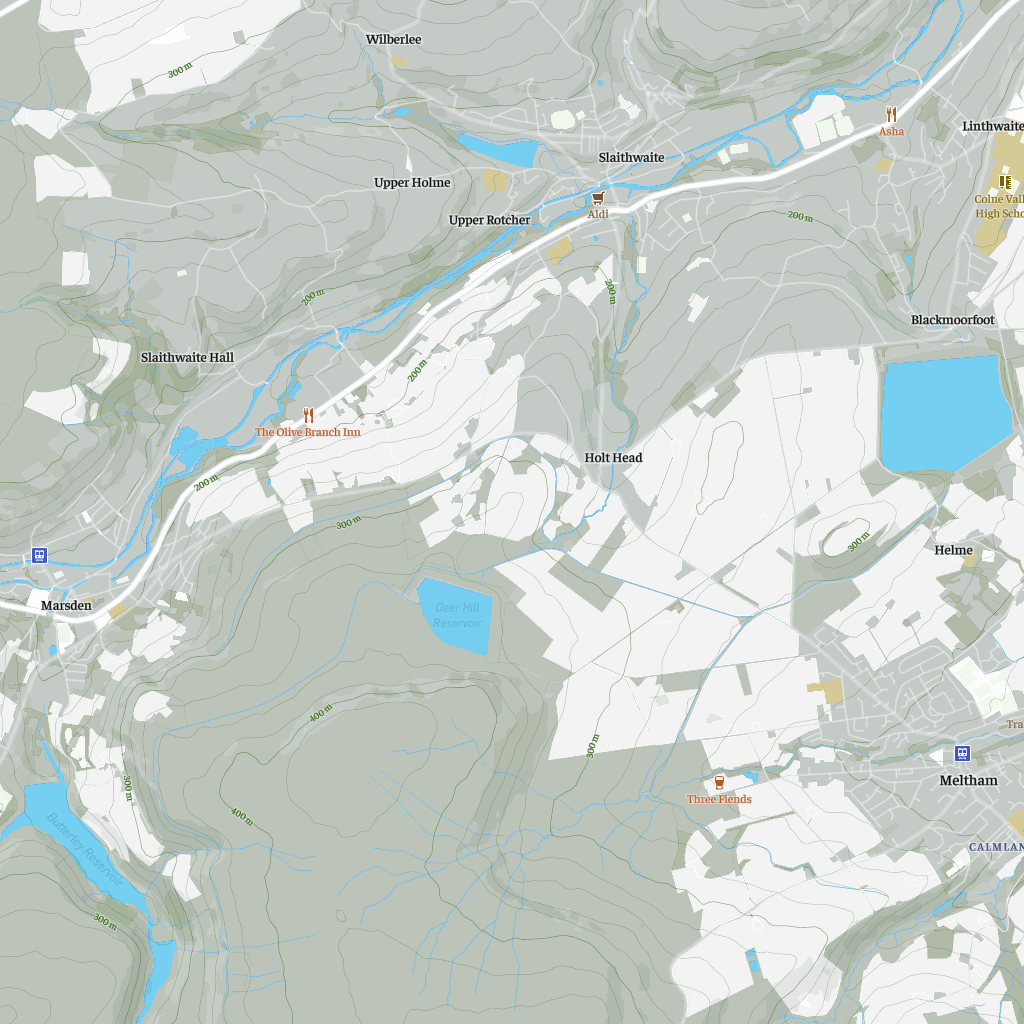 Wilberlee
300 m
Asha
Linthwaite
Slaithwaite
Upper Holme
Colne Vall
High Scho
Aldi
200 m
Upper Rotcher
200 m
200 m
Blackmoorfoot
Slaithwaite Hall
200 m
The Olive Branch Inn
Holt Head
200 m
300 m
300 m
Helme
Marsden
Deer Hill
Reservoir
400 m
Tra
300 m
Meltham
300 m
Three Fiends
400 m
Butterley Reservoir
CALMLAN
300 m